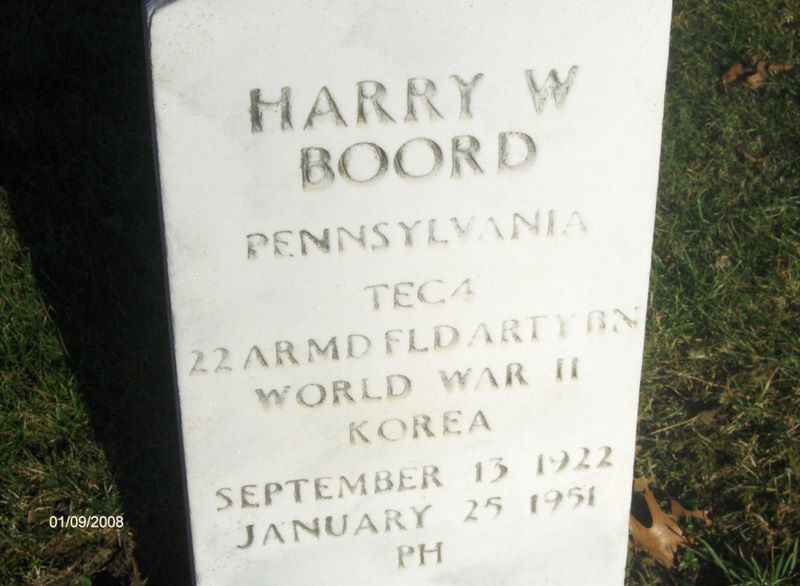 HARRY W
BOORD
PENNSYLVANIA
TEC4
22 ARMD FLD ARTY BN
WORLD WAR II
KOREA
SEPTEMBER 13 1922
JANUARY 25 1951
PH
01/09/2008